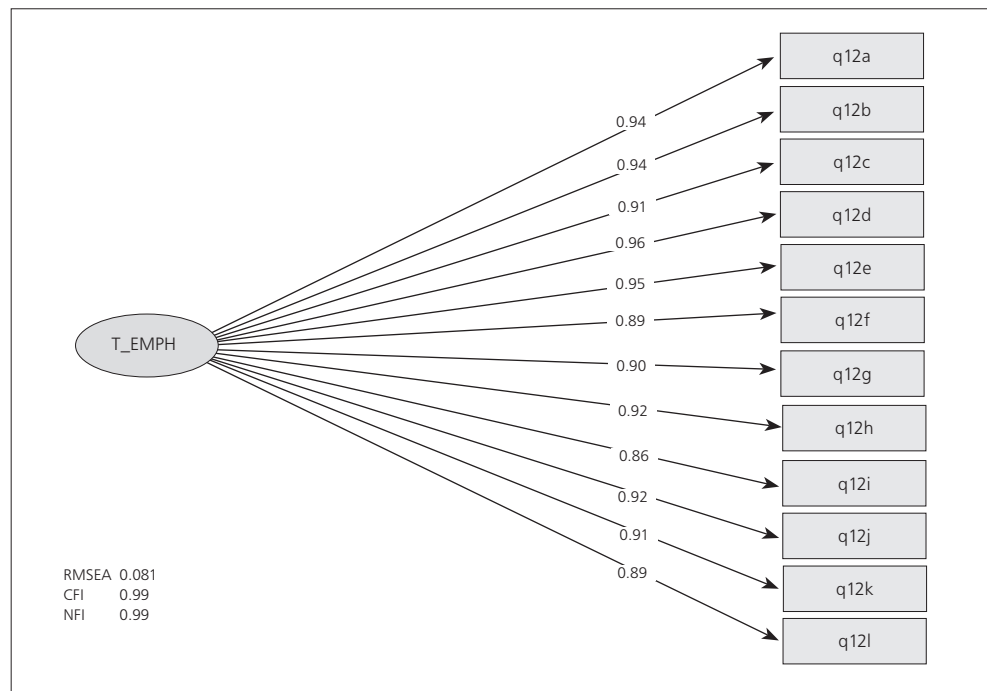 q12a
0.94
q12b
0.94
q12c
0.91
q12d
0.96
q12e
0.95
q12f
0.89
T_EMPH
q12g
0.90
q12h
0.92
q12i
0.86
q12j
0.92
q12k
0.91
q12l
0.89
RMSEA 0.081
CFI 0.99
NFI 0.99